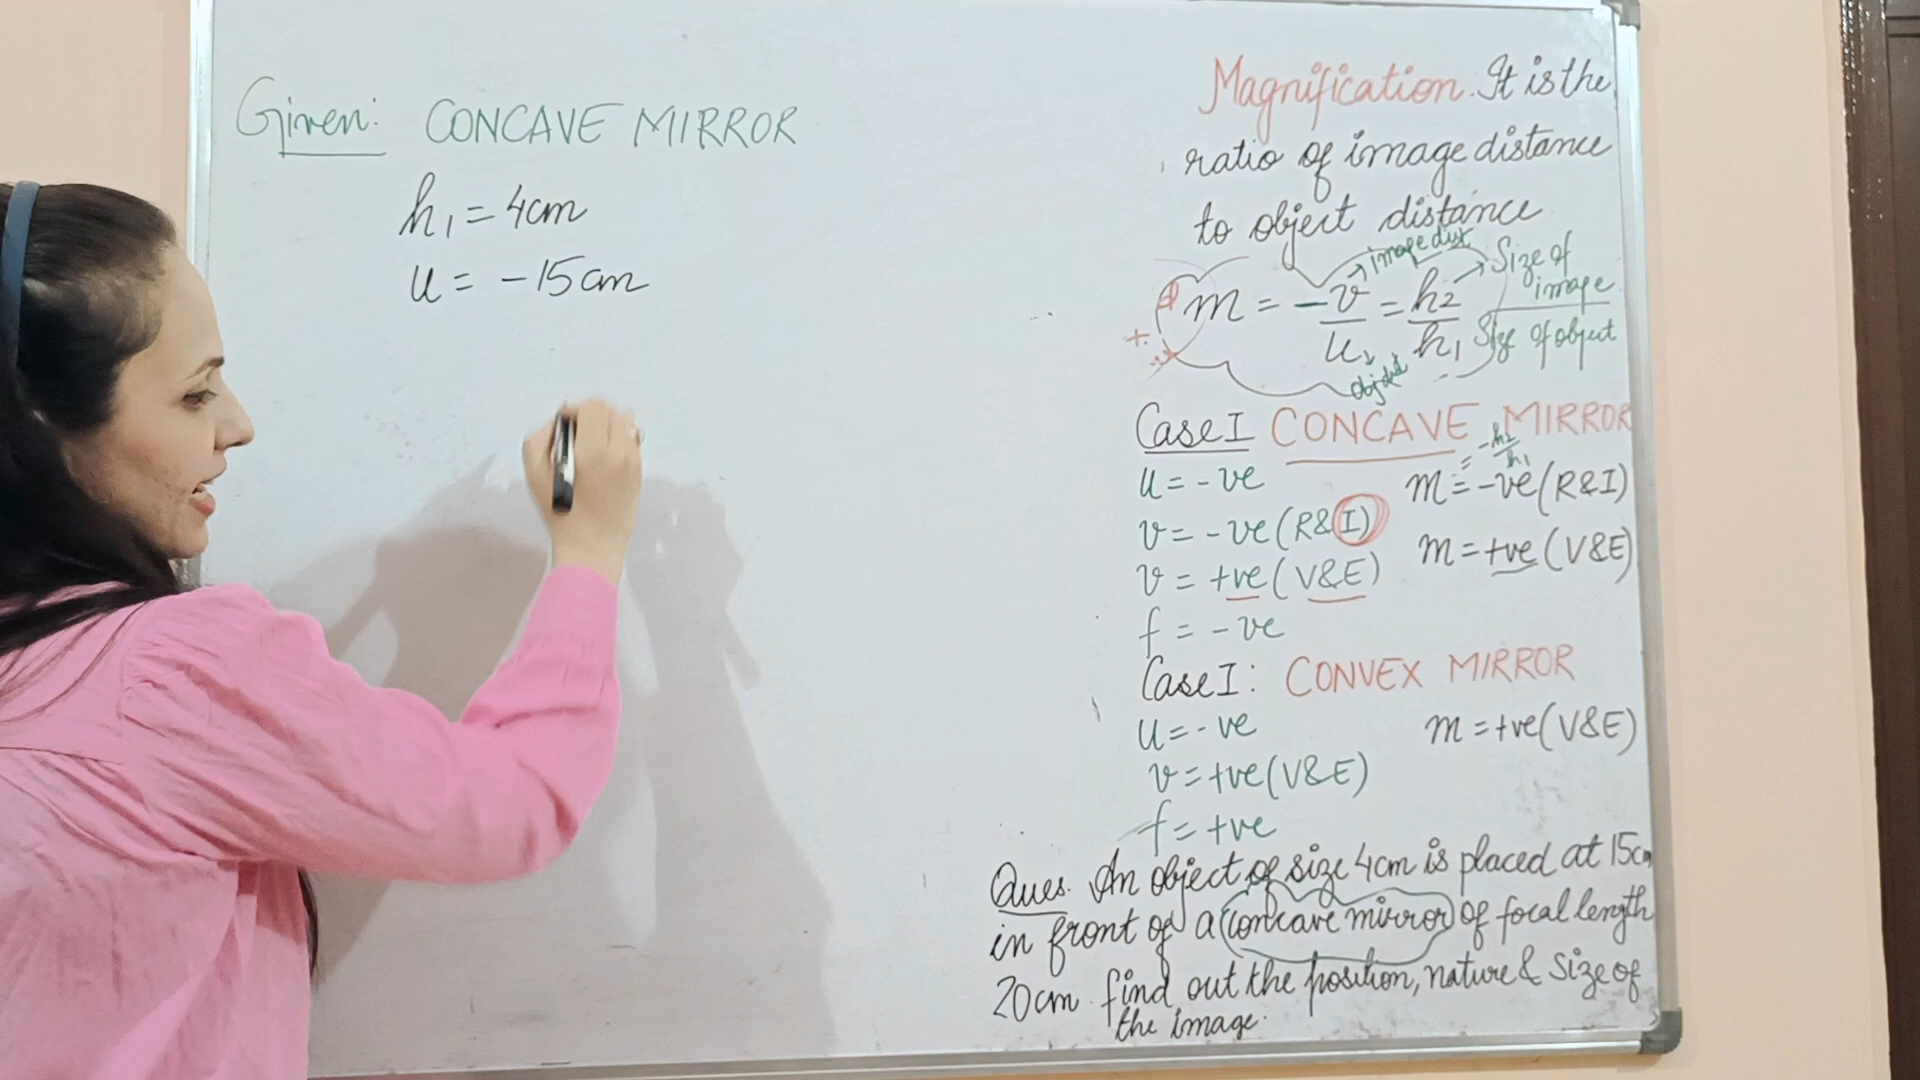 Given: CONCAVE MIRROR
h1 = 4cm
u = -15cm
Magnification. It is the
ratio of image distance
to object distance
m = -v/u = h2/h1
image dist
Size of image
Size of object
Case I CONCAVE MIRROR
u = -ve
v = -ve (R&I)
v = +ve (V&E)
f = -ve
= -h2/h1
m = -ve (R&I)
m = +ve (V&E)
Case I: CONVEX MIRROR
u = -ve
v = +ve (V&E)
f = +ve
m = +ve (V&E)
Ques. An object of size 4cm is placed at 15cm
in front of a concave mirror of focal length
20cm. find out the position, nature & size of
the image.